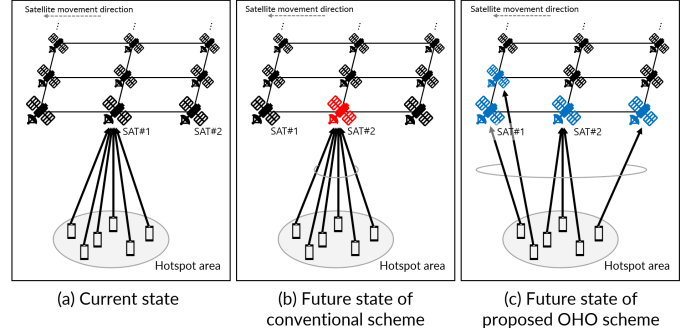 Satellite movement direction
SAT#1
SAT#2
Hotspot area
(a) Current state
Satellite movement direction
SAT#1
SAT#2
Hotspot area
(b) Future state of
conventional scheme
Satellite movement direction
SAT#1
SAT#2
Hotspot area
(c) Future state of
proposed OHO scheme